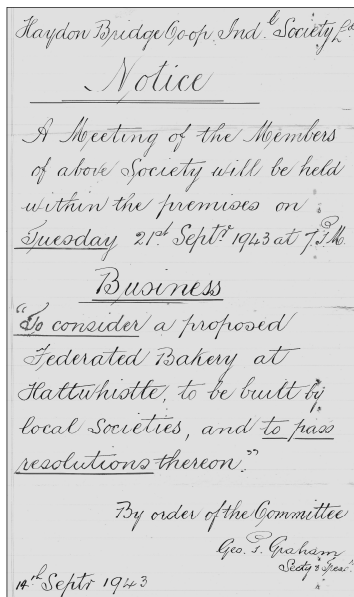 Haydon Bridge Co-op. Ind.l Society Ltd
Notice
A Meeting of the Members
of above Society will be held
within the premises on
Tuesday 21st Septr 1943 at 7.P.M.
Business
"To consider a proposed
Federated Bakery at
Haltwhistle, to be built by
local Societies, and to pass
resolutions thereon."
By order of the Committee
Geo. T. Graham
Secty & Treasr.
14th Septr 1943